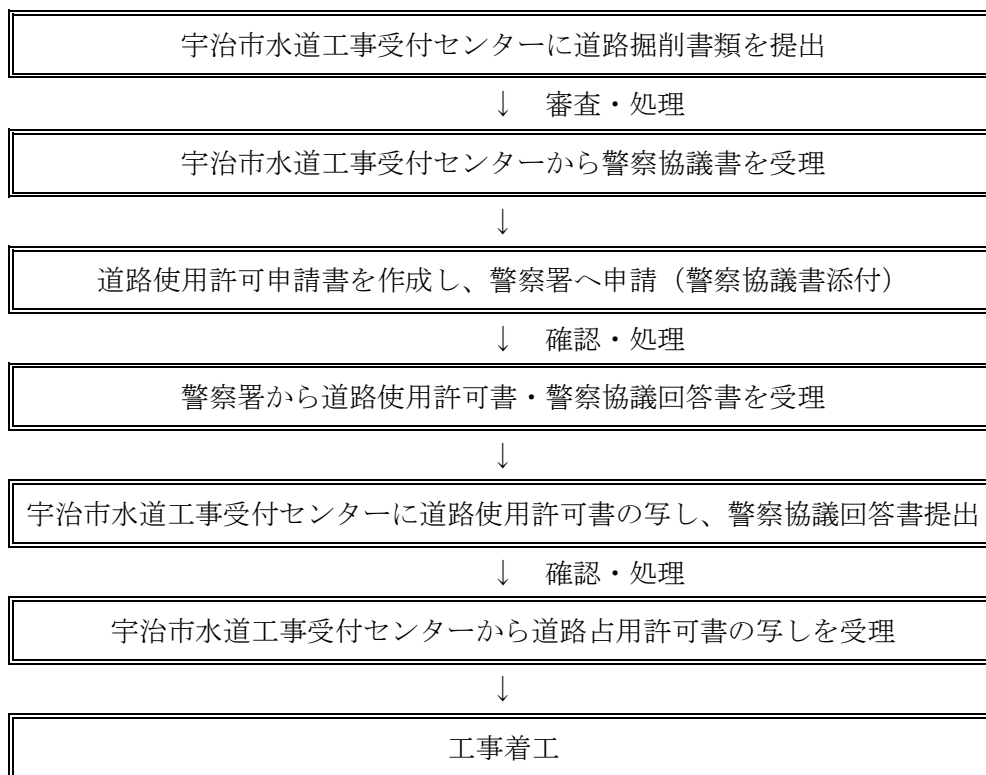 宇治市水道工事受付センターに道路掘削書類を提出
↓ 審査・処理
宇治市水道工事受付センターから警察協議書を受理
↓
道路使用許可申請書を作成し、警察署へ申請（警察協議書添付）
↓ 確認・処理
警察署から道路使用許可書・警察協議回答書を受理
↓
宇治市水道工事受付センターに道路使用許可書の写し、警察協議回答書提出
↓ 確認・処理
宇治市水道工事受付センターから道路占用許可書の写しを受理
↓
工事着工